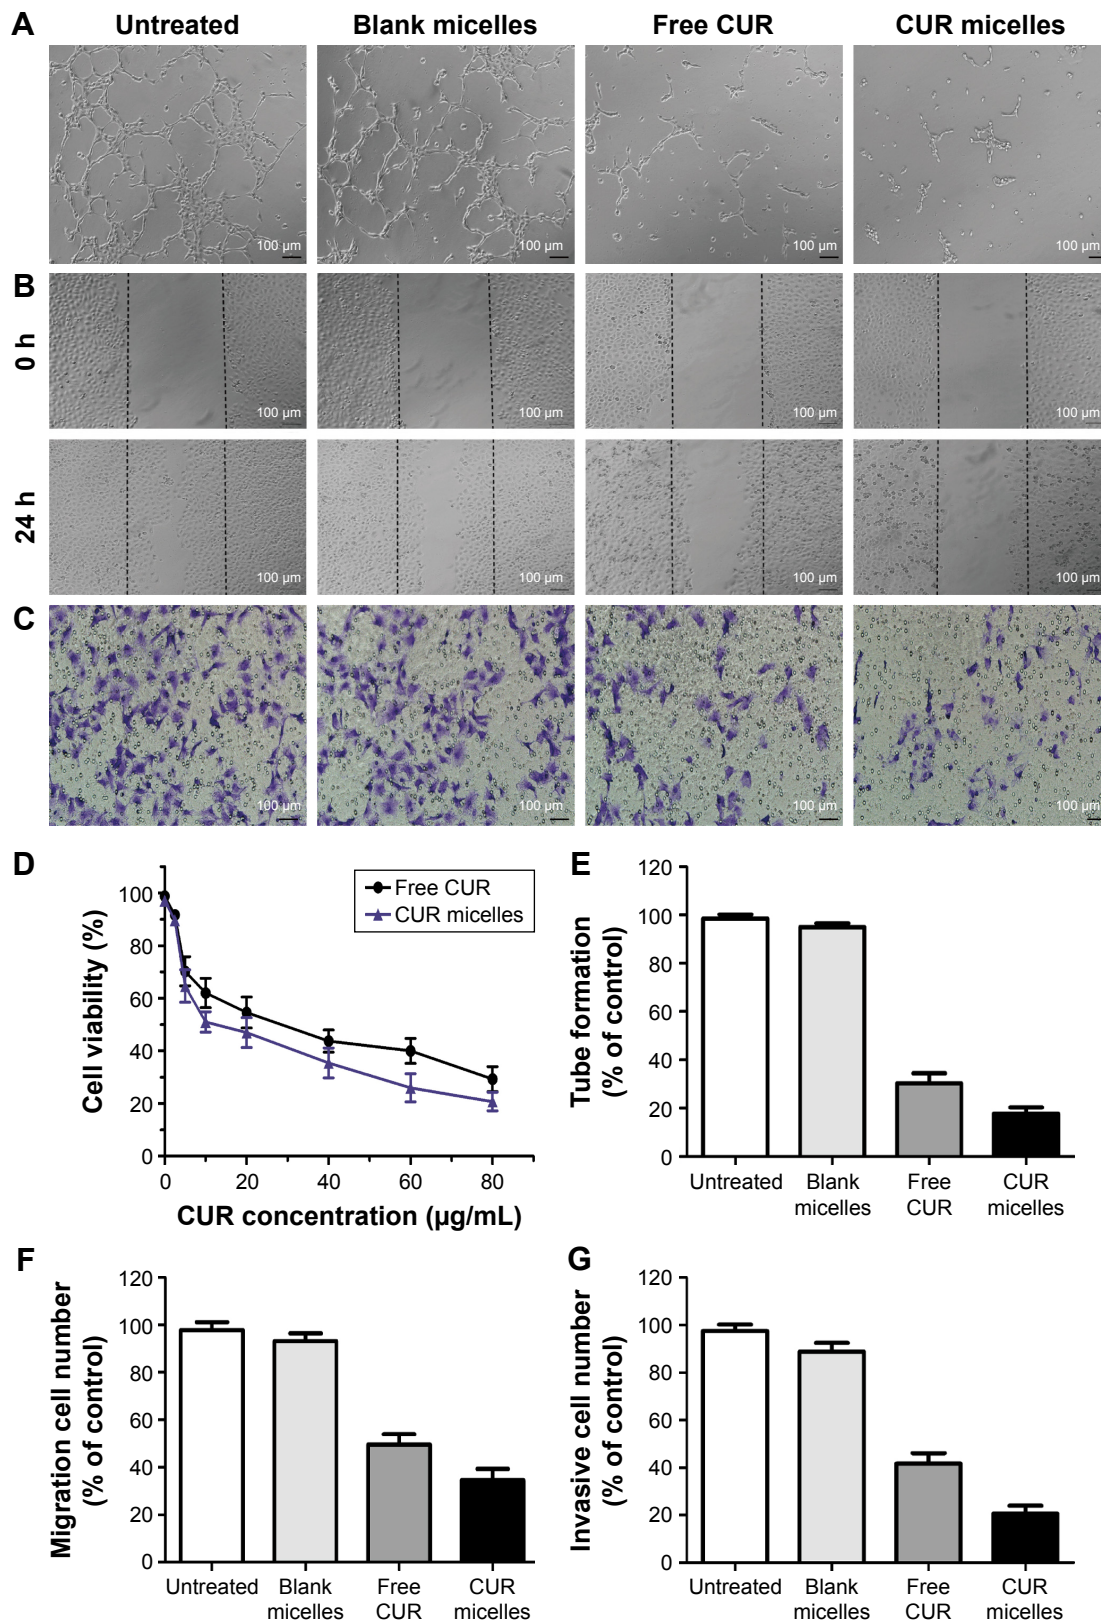 A
Untreated
Blank micelles
Free CUR
CUR micelles
100 µm
100 µm
100 µm
100 µm
B
0 h
100 µm
100 µm
100 µm
100 µm
24 h
100 µm
100 µm
100 µm
100 µm
C
100 µm
100 µm
100 µm
100 µm
D
Cell viability (%)
100
80
60
40
20
0
Free CUR
CUR micelles
0
20
40
60
80
CUR concentration (µg/mL)
E
Tube formation
(% of control)
120
100
80
60
40
20
0
Untreated
Blank
micelles
Free
CUR
CUR
micelles
F
Migration cell number
(% of control)
120
100
80
60
40
20
0
Untreated
Blank
micelles
Free
CUR
CUR
micelles
G
Invasive cell number
(% of control)
120
100
80
60
40
20
0
Untreated
Blank
micelles
Free
CUR
CUR
micelles